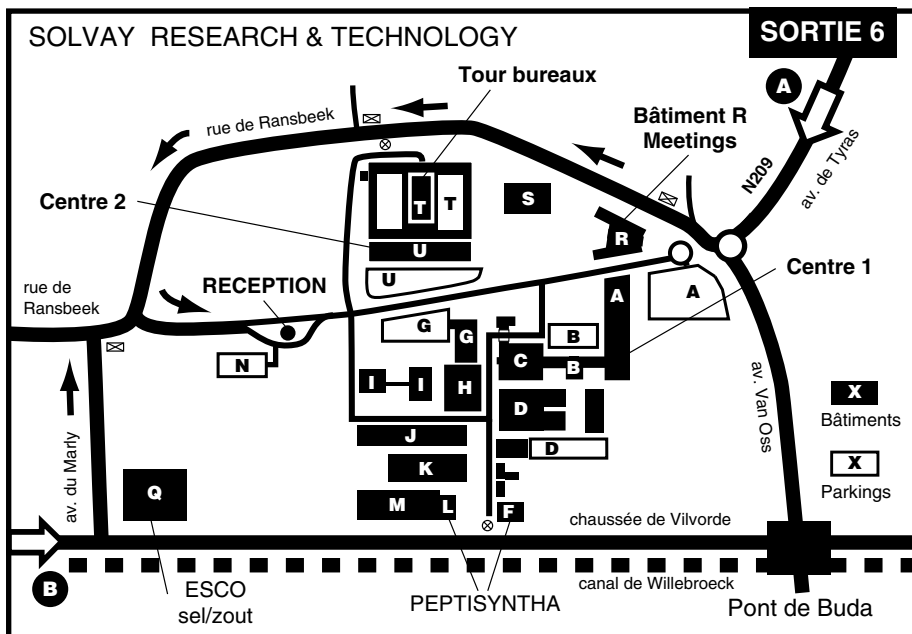 SOLVAY RESEARCH & TECHNOLOGY
SORTIE 6
A
Tour bureaux
rue de Ransbeek
Bâtiment R
Meetings
N209
av. de Tyras
Centre 2
T
T
S
R
U
Centre 1
rue de
Ransbeek
RECEPTION
U
A
A
G
G
B
N
C
B
I
I
H
D
X
Bâtiments
av. Van Oss
J
D
K
X
Parkings
av. du Marly
Q
M
L
F
chaussée de Vilvorde
B
ESCO
sel/zout
PEPTISYNTHA
canal de Willebroeck
Pont de Buda